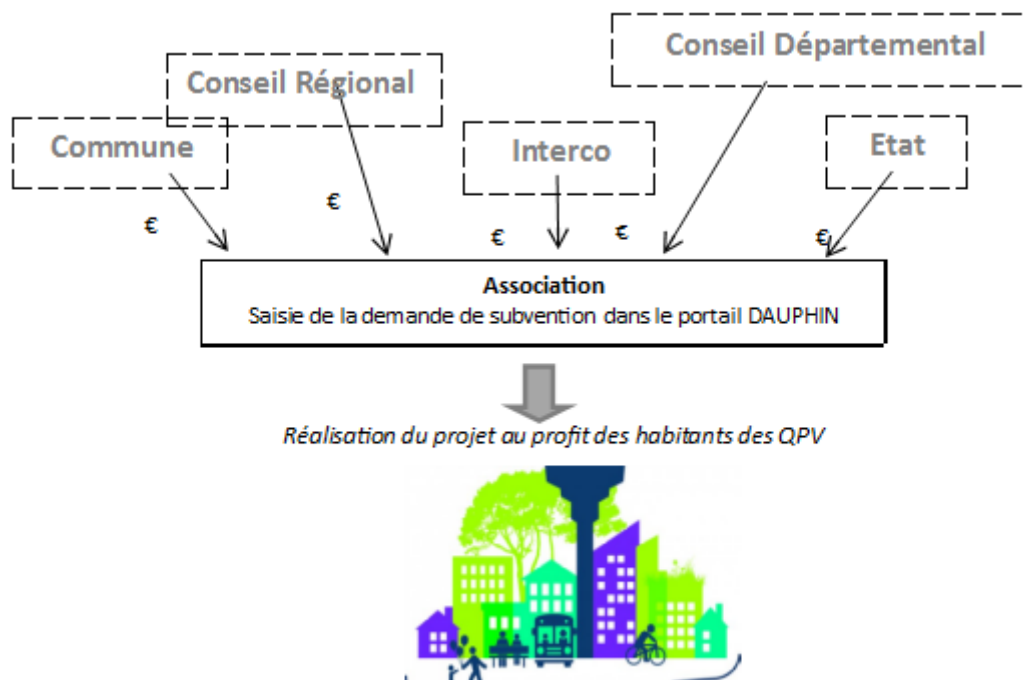 Conseil Départemental
Conseil Régional
Commune
Interco
Etat
€
€
€
€
€
Association
Saisie de la demande de subvention dans le portail DAUPHIN
Réalisation du projet au profit des habitants des QPV